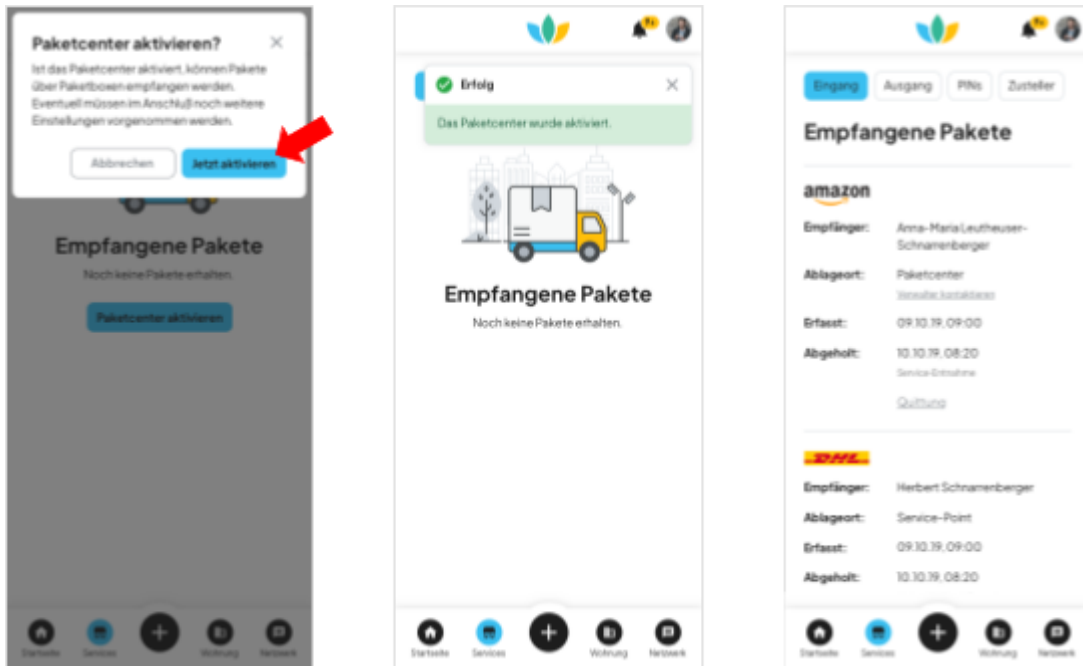 Paketcenter aktivieren?
Ist das Paketcenter aktiviert, können Pakete
über Paketboxen empfangen werden.
Eventuell müssen im Anschluß noch weitere
Einstellungen vorgenommen werden.
Abbrechen
Jetzt aktivieren
Empfangene Pakete
Noch keine Pakete erhalten.
Paketcenter aktivieren
Startseite
Services
Wohnung
Netzwerk
Erfolg
Das Paketcenter wurde aktiviert.
Empfangene Pakete
Noch keine Pakete erhalten.
Startseite
Services
Wohnung
Netzwerk
Eingang
Ausgang
PINs
Zusteller
Empfangene Pakete
amazon
Empfänger: Anna-Maria Leutheuser-
Schnarrenberger
Ablageort: Paketcenter
Verwalter kontaktieren
Erfasst: 09.10.19, 09:00
Abgeholt: 10.10.19, 08:20
Service-Entnahme
Quittung
DHL
Empfänger: Herbert Schnarrenberger
Ablageort: Service-Point
Erfasst: 09.10.19, 09:00
Abgeholt: 10.10.19, 08:20
Startseite
Services
Wohnung
Netzwerk